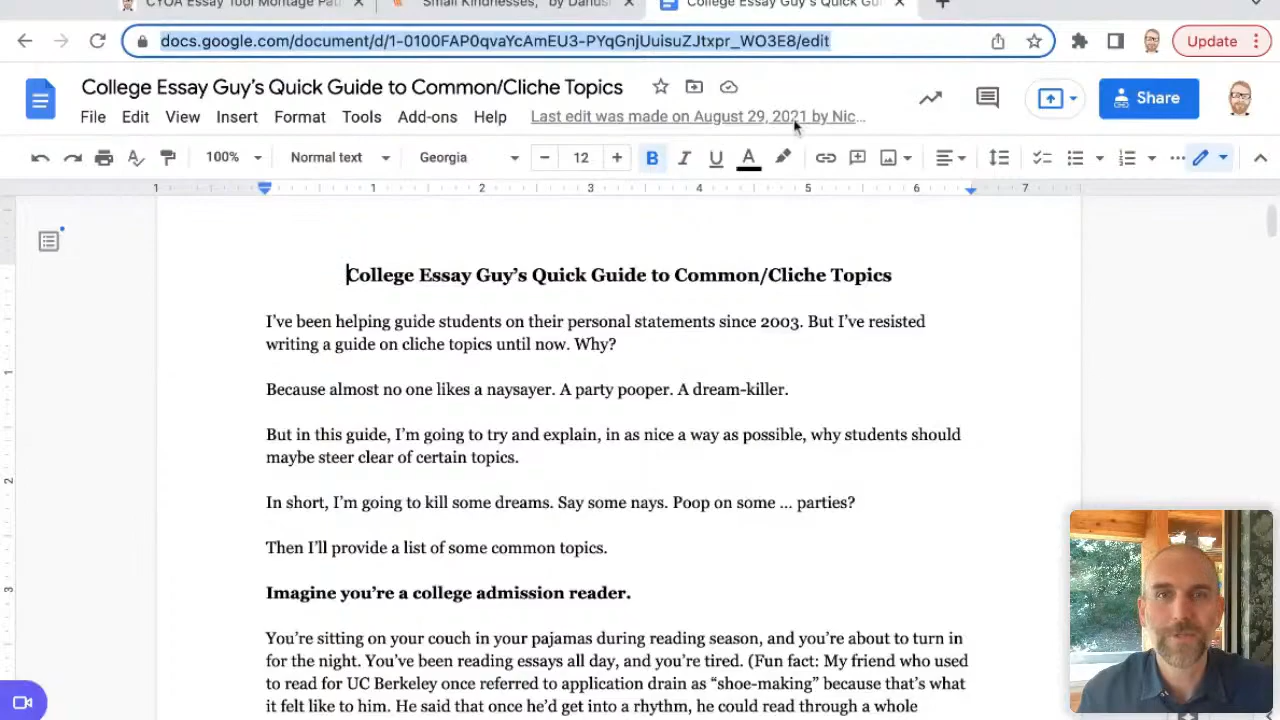 CYOA Essay Tool Montage Pat
Small Kindnesses," by Danus
College Essay Guy's Quick Gu
docs.google.com/document/d/1-0100FAP0qvaYcAmEU3-PYqGnjUuisuZJtxpr_WO3E8/edit
Update
College Essay Guy's Quick Guide to Common/Cliche Topics
File Edit View Insert Format Tools Add-ons Help Last edit was made on August 29, 2021 by Nic...
Share
100% Normal text Georgia 12 B I U A
1 1 2 3 4 5 6 7
College Essay Guy's Quick Guide to Common/Cliche Topics
I've been helping guide students on their personal statements since 2003. But I've resisted
writing a guide on cliche topics until now. Why?
Because almost no one likes a naysayer. A party pooper. A dream-killer.
1
But in this guide, I'm going to try and explain, in as nice a way as possible, why students should
maybe steer clear of certain topics.
2
In short, I'm going to kill some dreams. Say some nays. Poop on some ... parties?
Then I'll provide a list of some common topics.
3
Imagine you're a college admission reader.
You're sitting on your couch in your pajamas during reading season, and you're about to turn in
for the night. You've been reading essays all day, and you're tired. (Fun fact: My friend who used
to read for UC Berkeley once referred to application drain as "shoe-making" because that's what
it felt like to him. He said that once he'd get into a rhythm, he could read through a whole